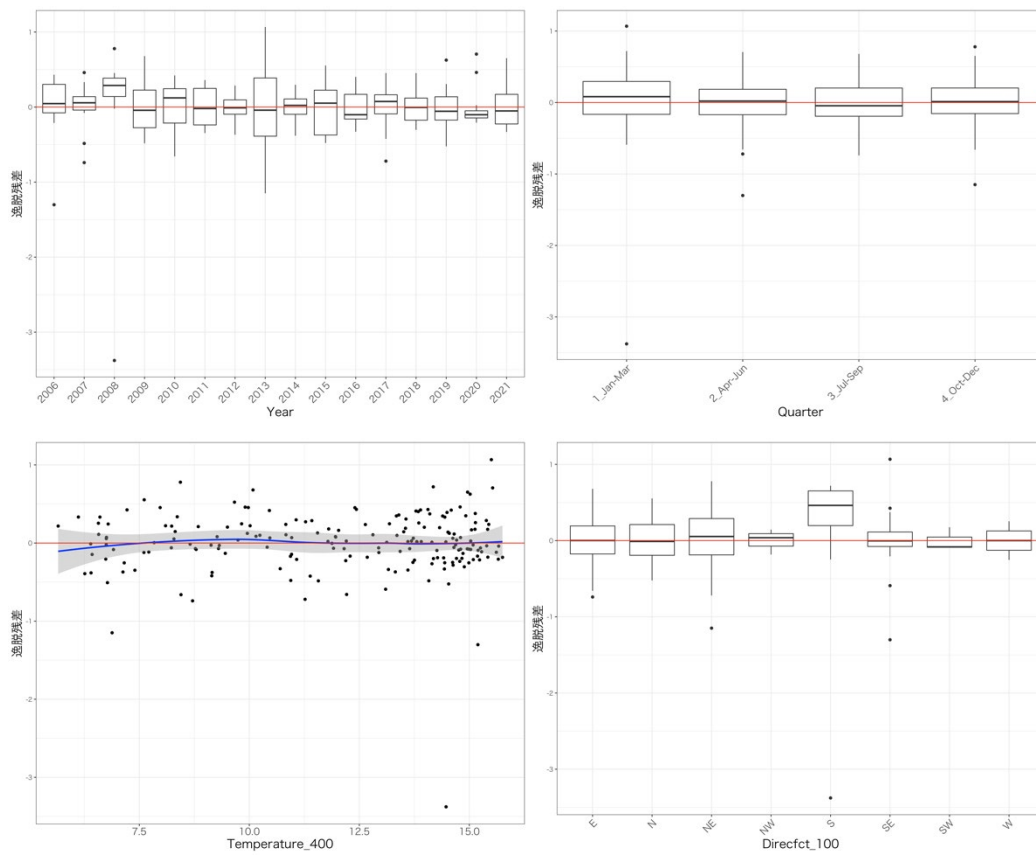 1
0
-1
-2
-3
逸脱残差
2006
2007
2008
2009
2010
2011
2012
2013
2014
2015
2016
2017
2018
2019
2020
2021
Year
1
0
-1
-2
-3
逸脱残差
1_Jan-Mar
2_Apr-Jun
3_Jul-Sep
4_Oct-Dec
Quarter
1
0
-1
-2
-3
逸脱残差
7.5 10.0 12.5 15.0
Temperature_400
1
0
-1
-2
-3
逸脱残差
E
N
NE
NW
S
SE
SW
W
Direcfct_100